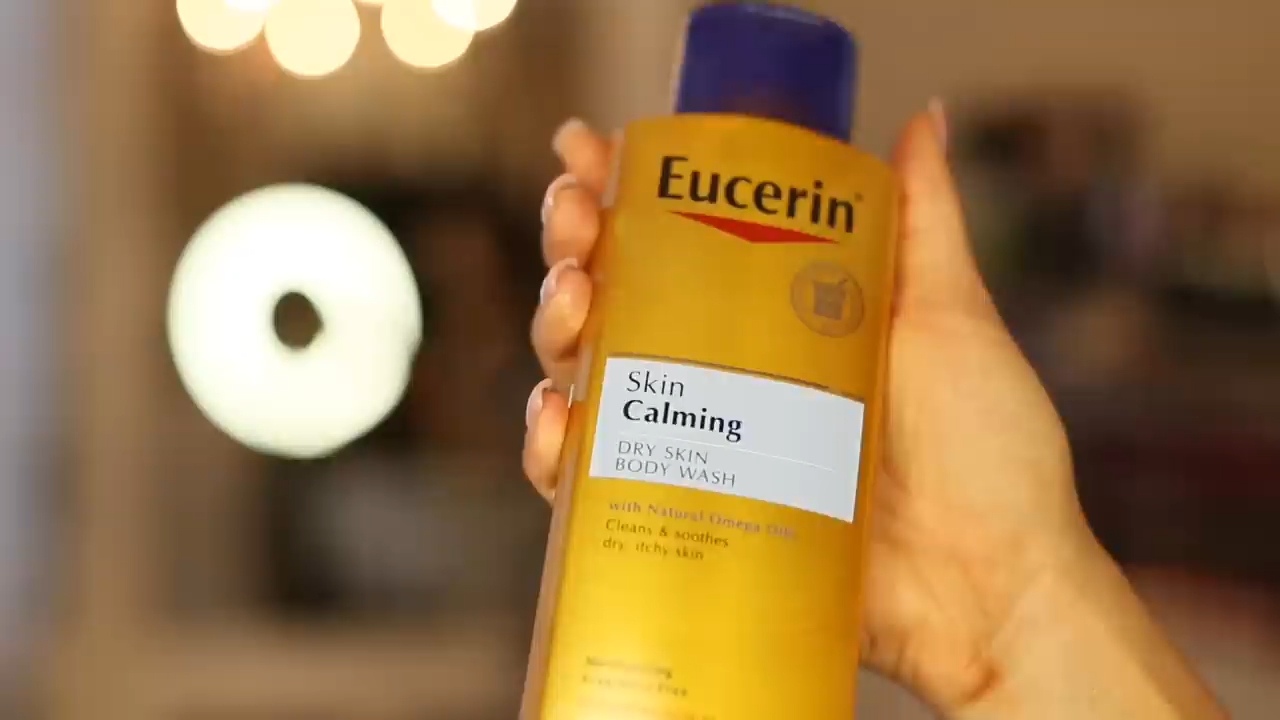 Eucerin®
Skin
Calming
DRY SKIN
BODY WASH
with Natural Omega Oils
Cleans & soothes
dry, itchy skin